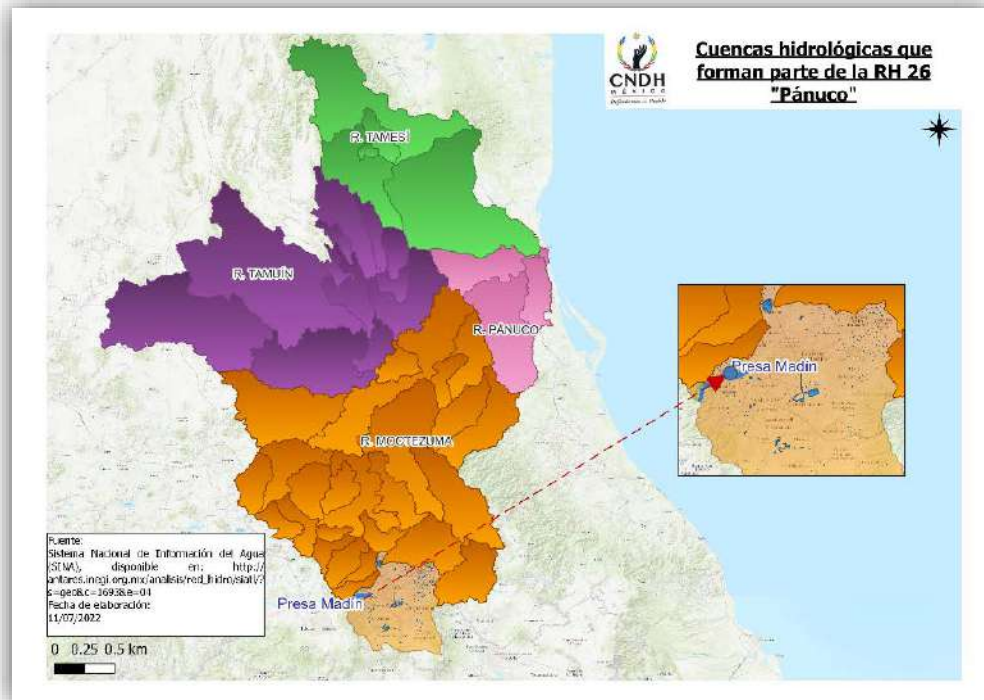 CNDH
MÉXICO
Cuencas hidrológicas que
forman parte de la RH 26
"Pánuco"
R. TAMESÍ
R. TAMUÍN
R. PÁNUCO
Presa Madín
R. MOCTEZUMA
Fuente:
Sistema Nacional de Información del Agua
(SINA), disponible en: http://
antares.inegi.org.mx/analisis/red_hidro/siatl/?
s=geo&c=1693&e=04
Fecha de elaboración:
11/07/2022
Presa Madín
0 0.25 0.5 km